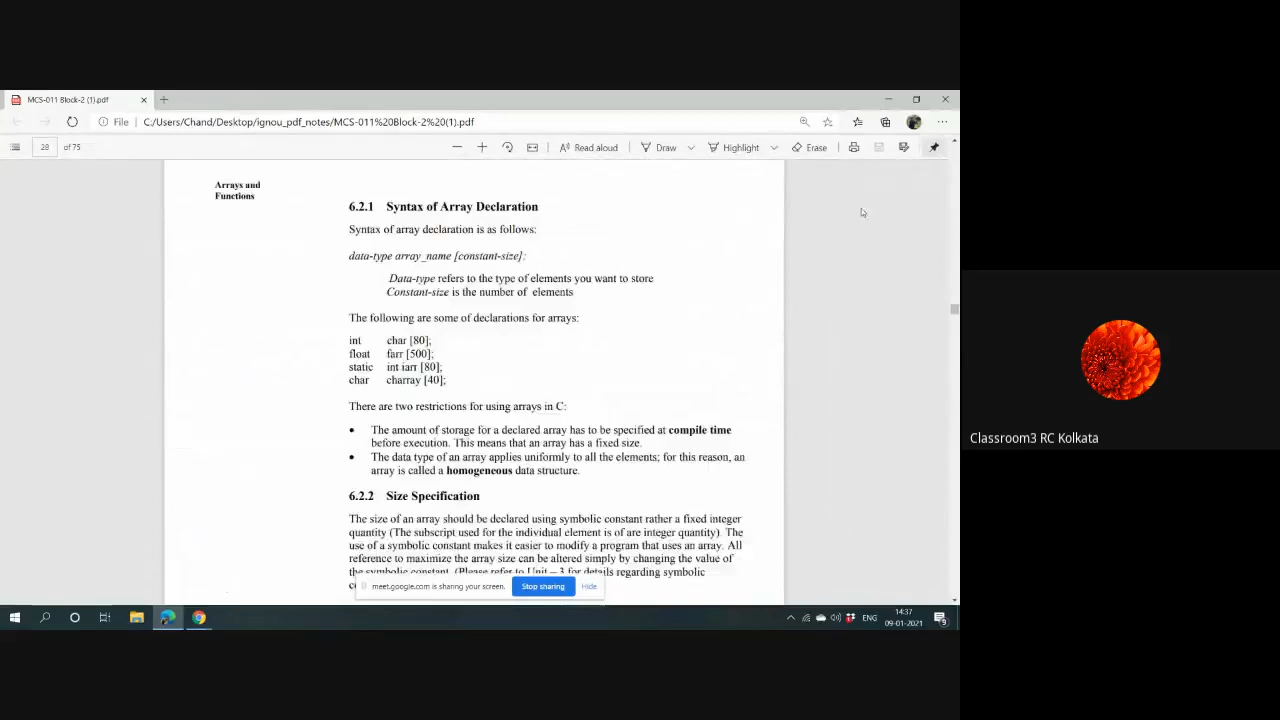 MCS-011 Block-2 (1).pdf
File
C:/Users/Chand/Desktop/ignou_pdf_notes/MCS-011%20Block-2%20(1).pdf
28 of 75
Read aloud Draw Highlight Erase
Arrays and
Functions
6.2.1 Syntax of Array Declaration
Syntax of array declaration is as follows:
data-type array_name [constant-size];
Data-type refers to the type of elements you want to store
Constant-size is the number of elements
The following are some of declarations for arrays:
int char [80];
float farr [500];
static int iarr [80];
char charray [40];
There are two restrictions for using arrays in C:
• The amount of storage for a declared array has to be specified at compile time
before execution. This means that an array has a fixed size.
• The data type of an array applies uniformly to all the elements; for this reason, an
array is called a homogeneous data structure.
6.2.2 Size Specification
The size of an array should be declared using symbolic constant rather a fixed integer
quantity (The subscript used for the individual element is of are integer quantity). The
use of a symbolic constant makes it easier to modify a program that uses an array. All
reference to maximize the array size can be altered simply by changing the value of
the symbolic constant. (Please refer to Unit – 3 for details regarding symbolic
meet.google.com is sharing your screen. Stop sharing Hide
Classroom3 RC Kolkata
ENG
14:37
09-01-2021